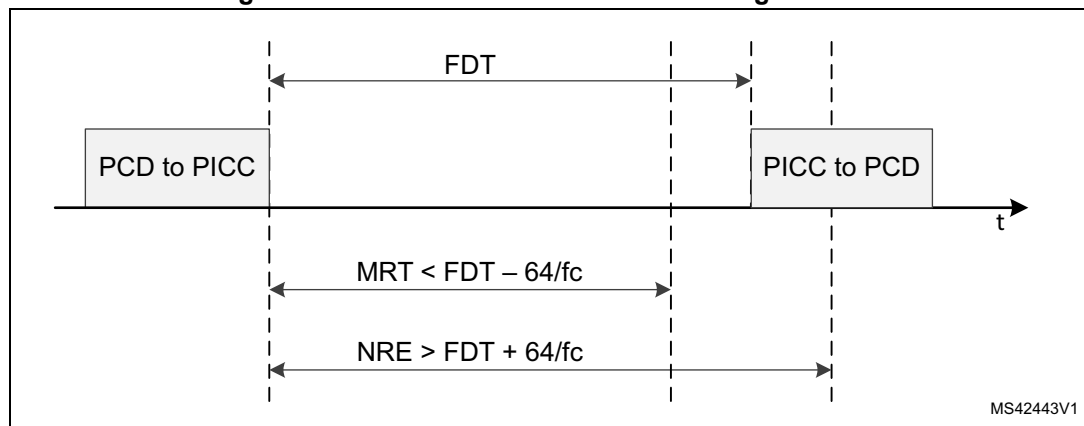 FDT
PCD to PICC
PICC to PCD
t
MRT < FDT – 64/fc
NRE > FDT + 64/fc
MS42443V1